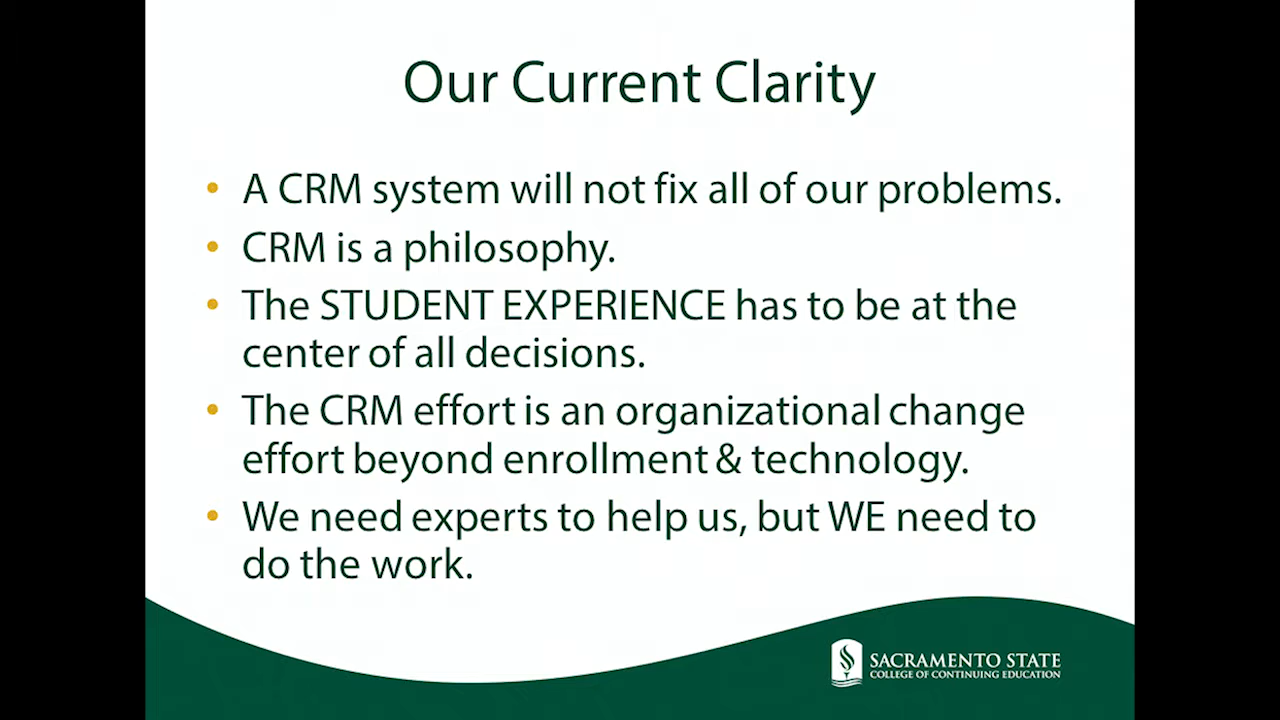 Our Current Clarity
• A CRM system will not fix all of our problems.
• CRM is a philosophy.
• The STUDENT EXPERIENCE has to be at the
center of all decisions.
• The CRM effort is an organizational change
effort beyond enrollment & technology.
• We need experts to help us, but WE need to
do the work.
SACRAMENTO STATE
COLLEGE OF CONTINUING EDUCATION